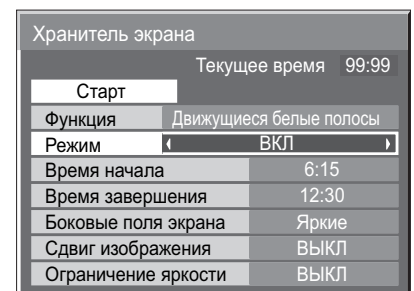 Хранитель экрана
Текущее время 99:99
Старт
Функция Движущиеся белые полосы
Режим ВКЛ
Время начала 6:15
Время завершения 12:30
Боковые поля экрана Яркие
Сдвиг изображения ВЫКЛ
Ограничение яркости ВЫКЛ